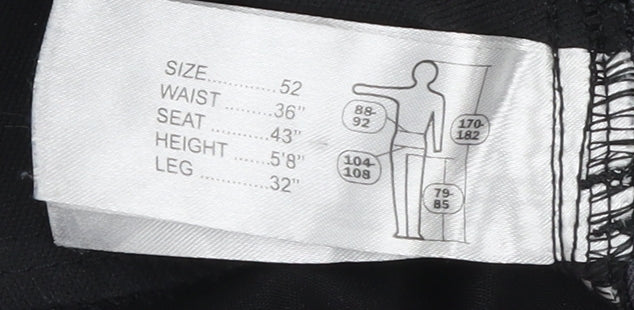 SIZE............52
WAIST ........36"
SEAT ..........43"
HEIGHT .......5'8"
LEG ............32"
88-
92
170-
182
104-
108
79-
85